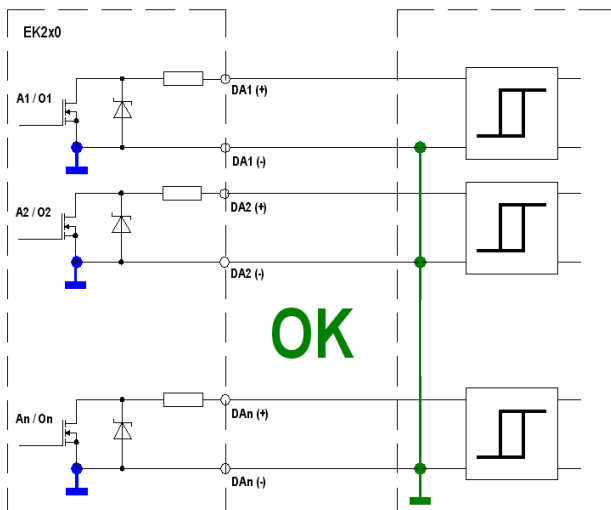 EK2x0
A1 / O1
DA1 (+)
DA1 (-)
A2 / O2
DA2 (+)
DA2 (-)
OK
An / On
DAn (+)
DAn (-)